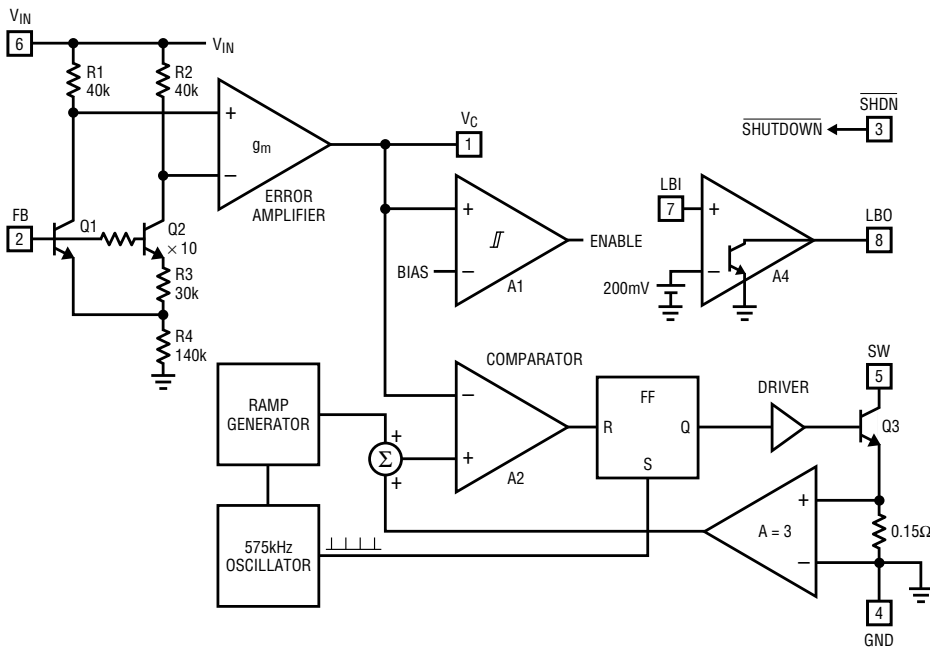 VIN
6
VIN
R1
40k
R2
40k
+
gm
−
ERROR
AMPLIFIER
VC
1
SHDN
3
SHUTDOWN
FB
2
Q1
Q2
× 10
R3
30k
R4
140k
+
BIAS
−
A1
ENABLE
LBI
7
+
−
200mV
A4
LBO
8
RAMP
GENERATOR
575kHz
OSCILLATOR
+
Σ
+
COMPARATOR
−
+
A2
FF
R
Q
S
DRIVER
SW
5
Q3
A = 3
+
−
0.15Ω
4
GND